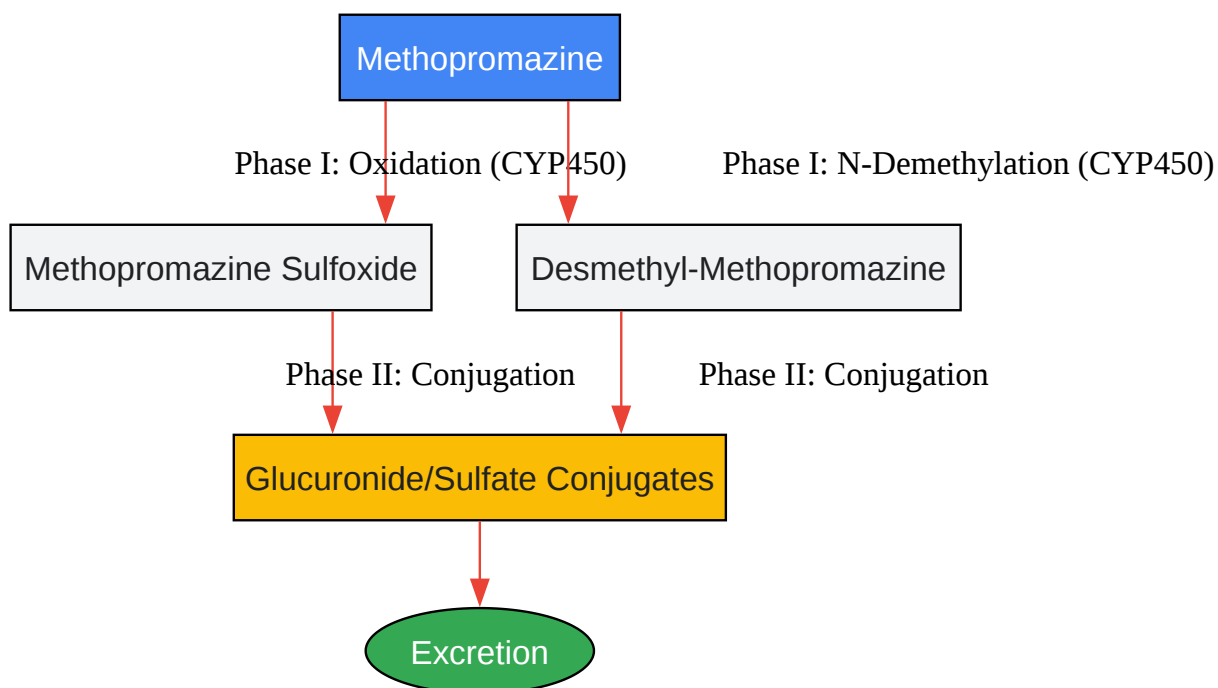 Methopromazine
Phase I: Oxidation (CYP450)
Phase I: N-Demethylation (CYP450)
Methopromazine Sulfoxide
Desmethyl-Methopromazine
Phase II: Conjugation
Phase II: Conjugation
Glucuronide/Sulfate Conjugates
Excretion